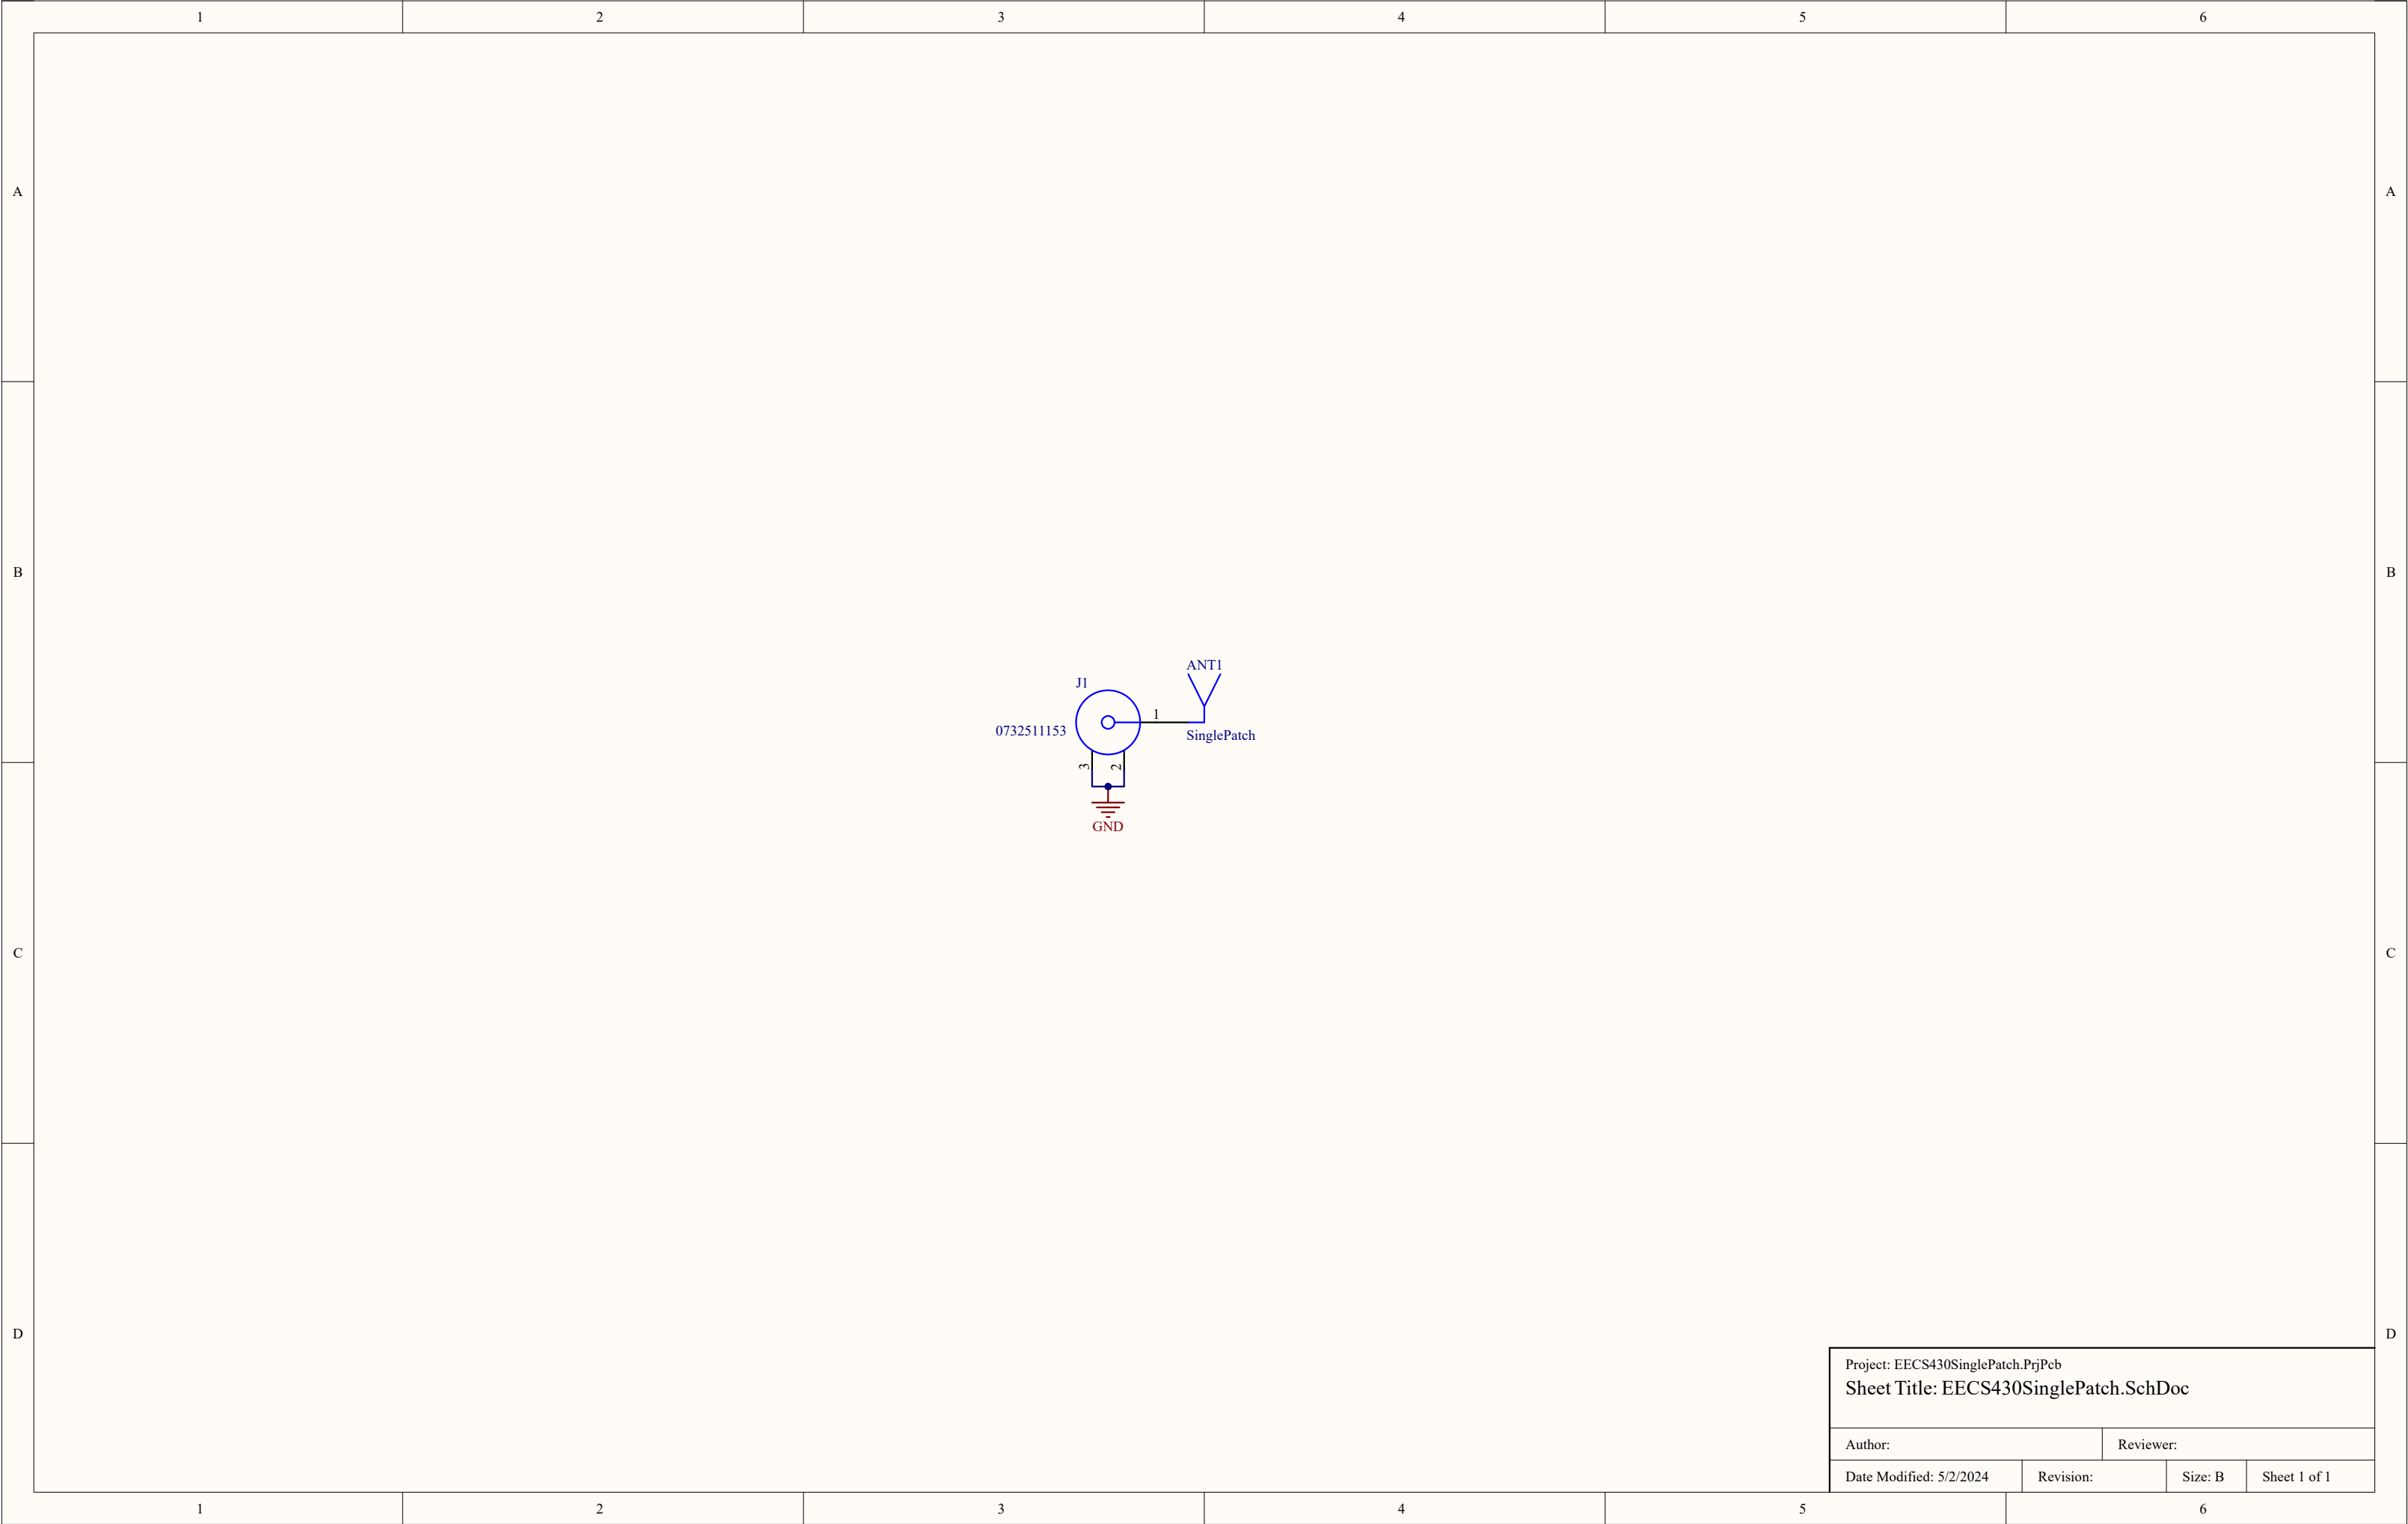 1 2 3 4 5 6
A A
B B
ANT1
J1
1
0732511153
SinglePatch
3 2
GND
C C
D D
Project: EECS430SinglePatch.PrjPcb
Sheet Title: EECS430SinglePatch.SchDoc
Author: Reviewer:
Date Modified: 5/2/2024 Revision: Size: B Sheet 1 of 1
1 2 3 4 5 6